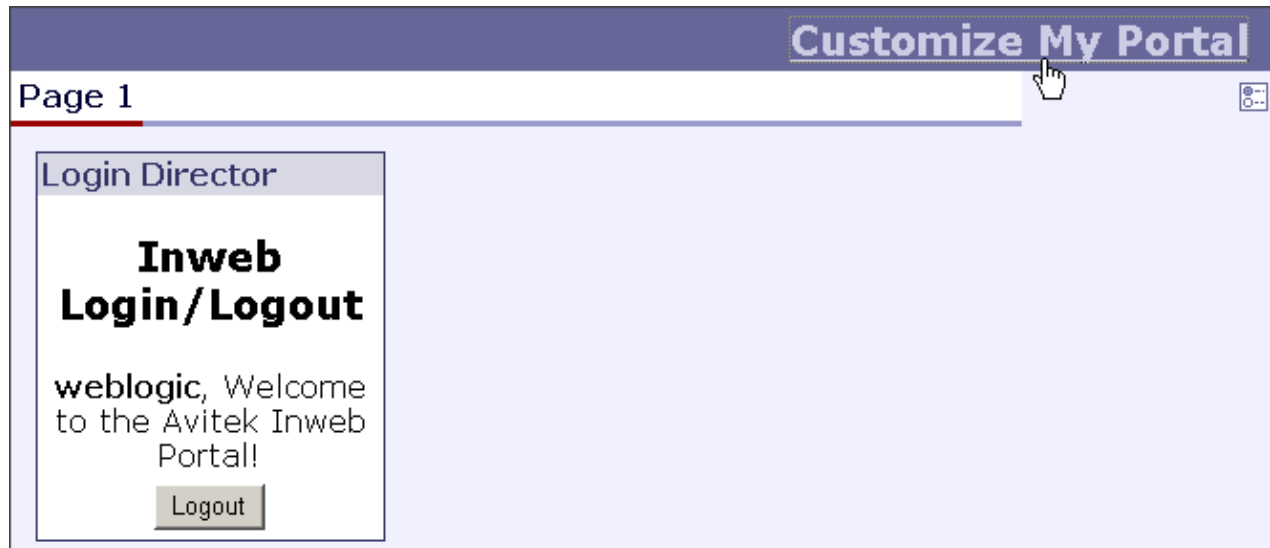 Customize My Portal
Page 1
Login Director
Inweb
Login/Logout
weblogic, Welcome
to the Avitek Inweb
Portal!
Logout